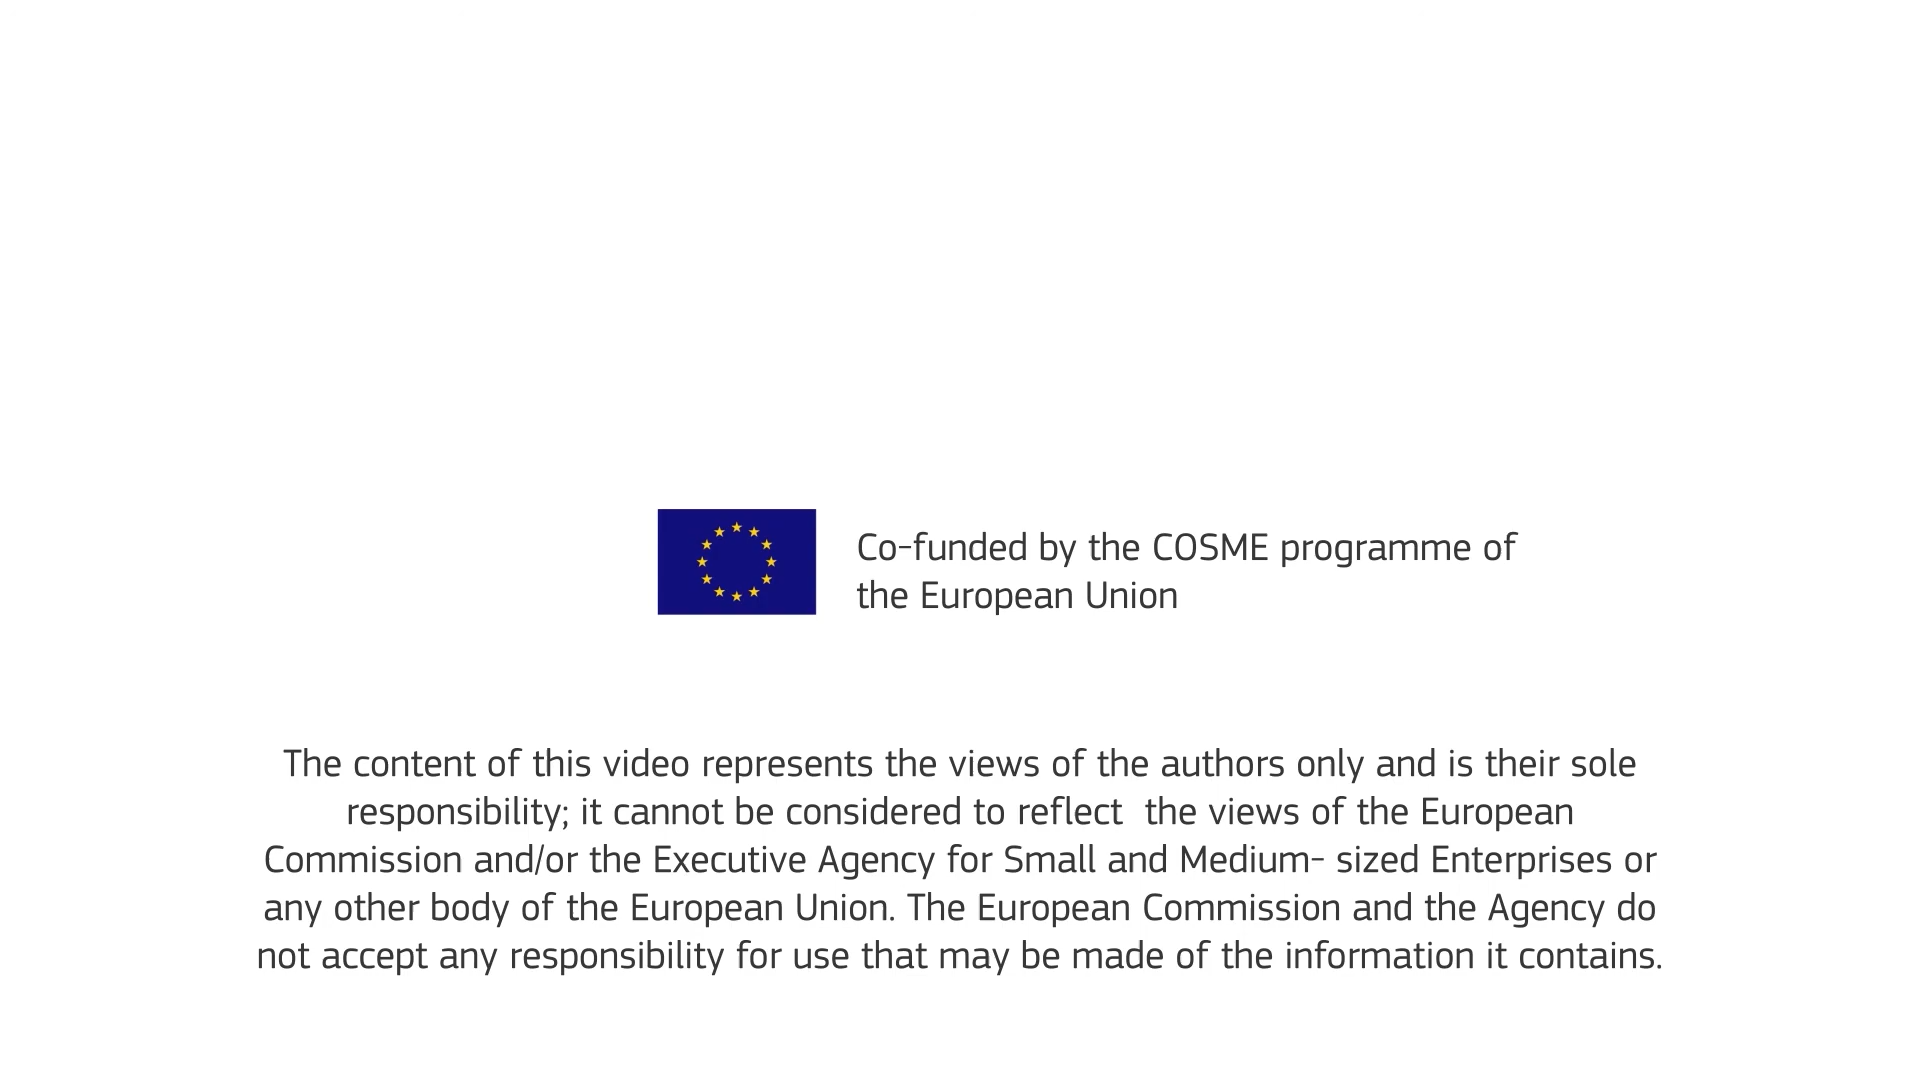 Co-funded by the COSME programme of
the European Union
The content of this video represents the views of the authors only and is their sole
responsibility; it cannot be considered to reflect  the views of the European
Commission and/or the Executive Agency for Small and Medium- sized Enterprises or
any other body of the European Union. The European Commission and the Agency do
not accept any responsibility for use that may be made of the information it contains.